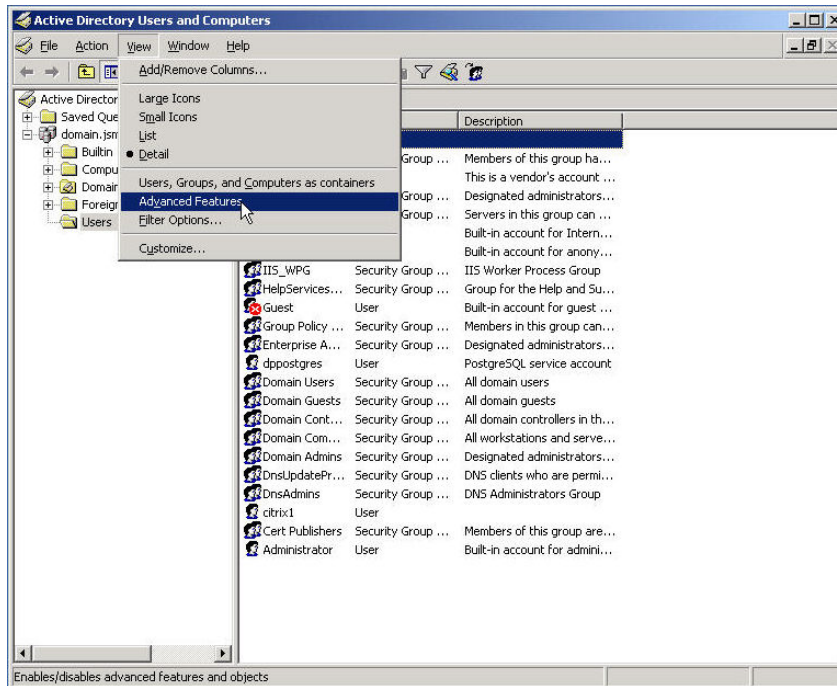 Active Directory Users and Computers
File Action View Window Help
Add/Remove Columns...
Large Icons
Small Icons
List
Detail
Users, Groups, and Computers as containers
Advanced Features
Filter Options...
Customize...
Active Director
Saved Que
domain.jsm
Builtin
Compu
Domair
Foreigr
Users
Description
Group ... Members of this group ha...
This is a vendor's account ...
Group ... Designated administrators...
Group ... Servers in this group can ...
Built-in account for Intern...
Built-in account for anony...
IIS_WPG Security Group ... IIS Worker Process Group
HelpServices... Security Group ... Group for the Help and Su...
Guest User Built-in account for guest ...
Group Policy ... Security Group ... Members in this group can...
Enterprise A... Security Group ... Designated administrators...
dppostgres User PostgreSQL service account
Domain Users Security Group ... All domain users
Domain Guests Security Group ... All domain guests
Domain Cont... Security Group ... All domain controllers in th...
Domain Com... Security Group ... All workstations and serve...
Domain Admins Security Group ... Designated administrators...
DnsUpdatePr... Security Group ... DNS clients who are permi...
DnsAdmins Security Group ... DNS Administrators Group
citrix1 User
Cert Publishers Security Group ... Members of this group are...
Administrator User Built-in account for admini...
Enables/disables advanced features and objects